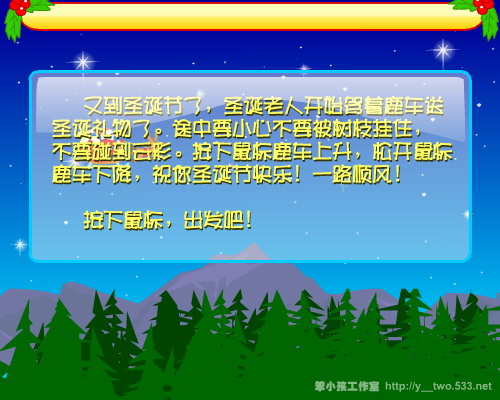 又到圣诞节了，圣诞老人开始驾着鹿车送
圣诞礼物了。途中要小心不要被树枝挂住，
不要碰到云彩。按下鼠标鹿车上升，松开鼠标
鹿车下降，祝你圣诞节快乐！一路顺风！
按下鼠标，出发吧！
笨小孩工作室 http://y__two.533.net